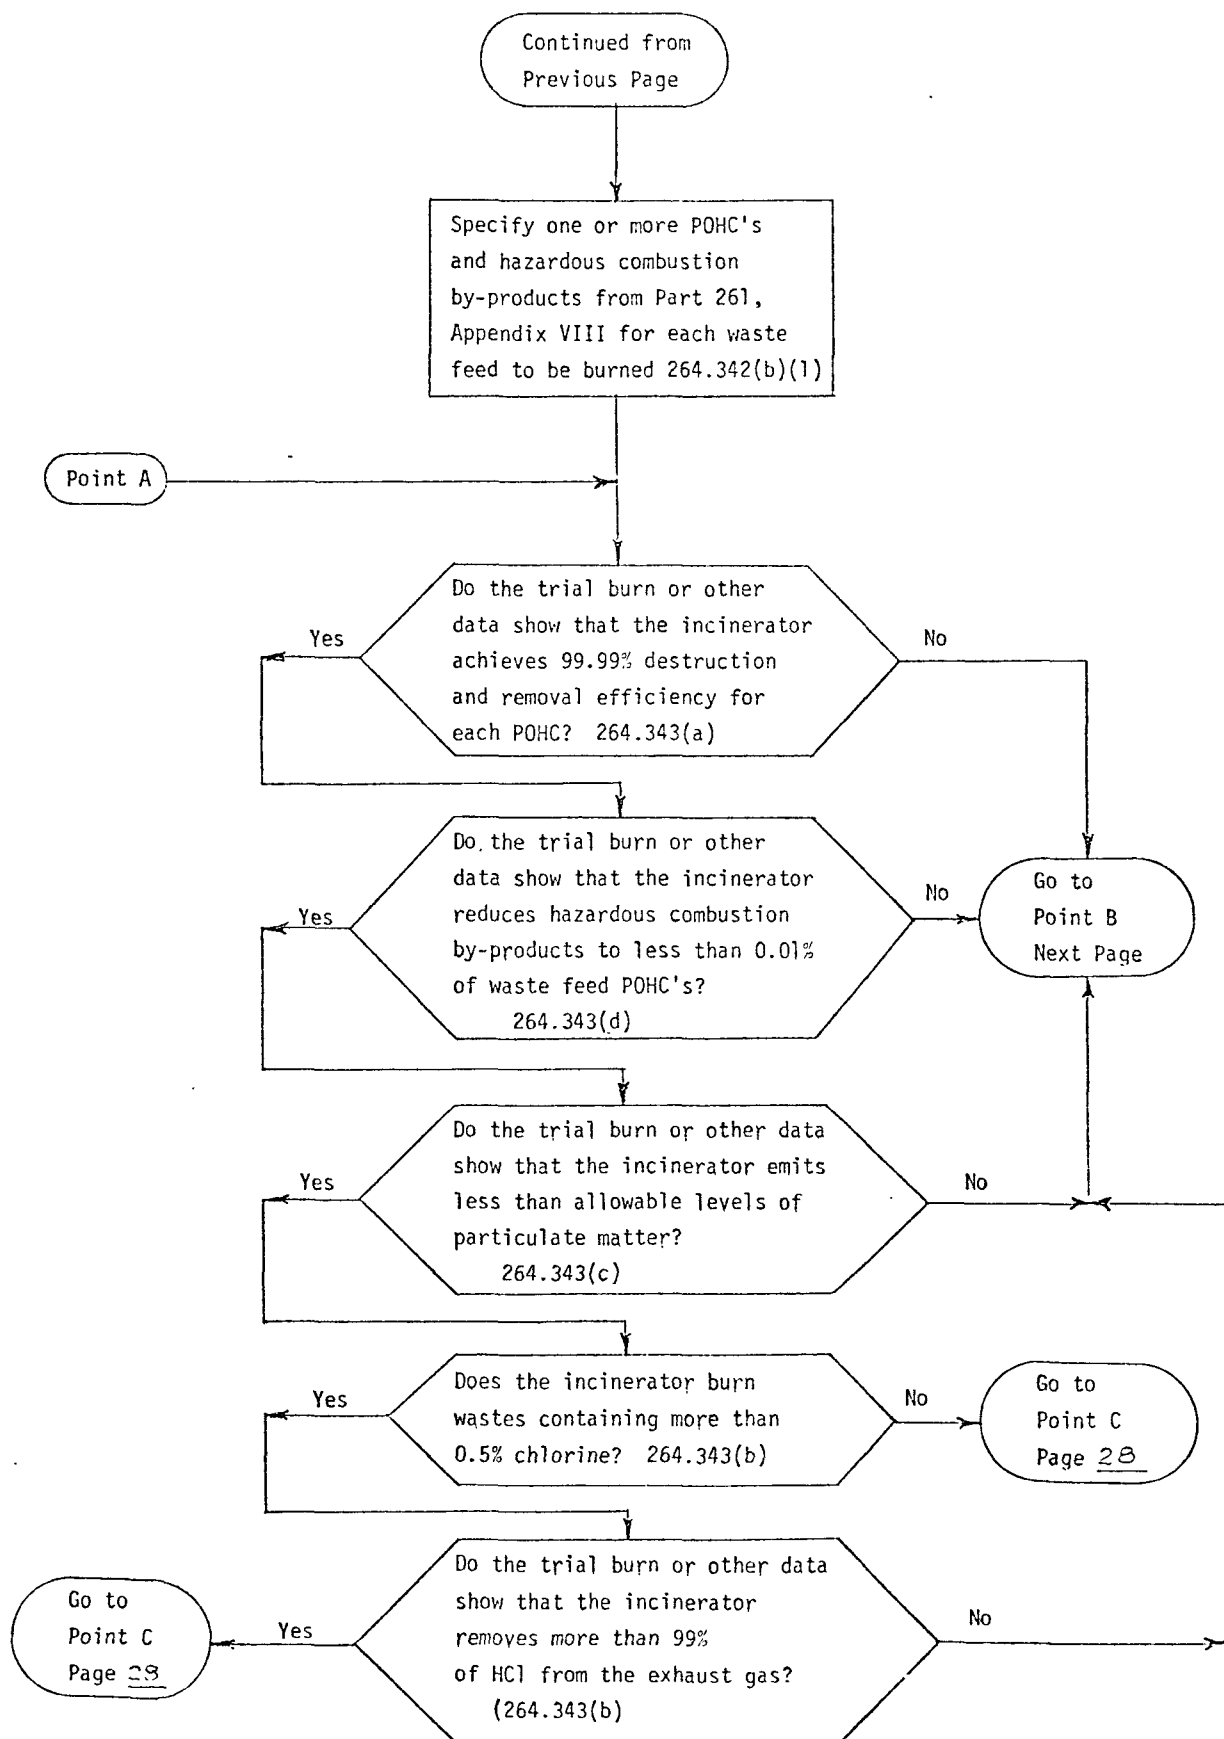 Continued from
Previous Page
Specify one or more POHC's
and hazardous combustion
by-products from Part 261,
Appendix VIII for each waste
feed to be burned 264.342(b)(1)
Point A
Do the trial burn or other
data show that the incinerator
achieves 99.99% destruction
and removal efficiency for
each POHC? 264.343(a)
Yes
No
Do the trial burn or other
data show that the incinerator
reduces hazardous combustion
by-products to less than 0.01%
of waste feed POHC's?
264.343(d)
Yes
No
Go to
Point B
Next Page
Do the trial burn or other data
show that the incinerator emits
less than allowable levels of
particulate matter?
264.343(c)
Yes
No
Does the incinerator burn
wastes containing more than
0.5% chlorine? 264.343(b)
Yes
No
Go to
Point C
Page 28
Do the trial burn or other data
show that the incinerator
removes more than 99%
of HCl from the exhaust gas?
(264.343(b)
Yes
No
Go to
Point C
Page 28